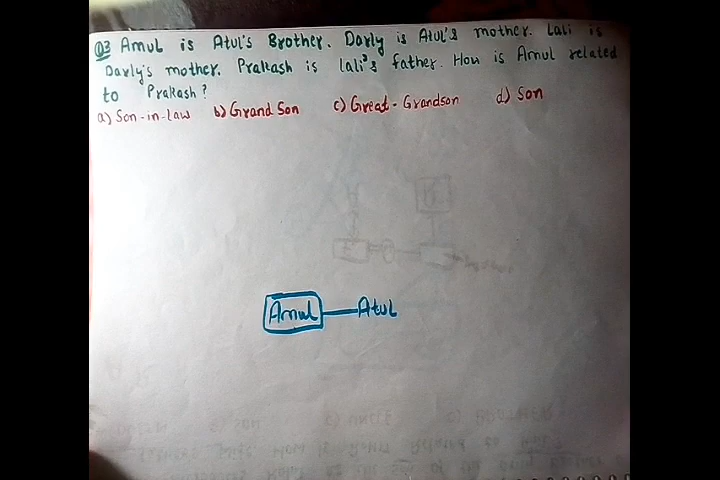 Q3 Amul is Atul's Brother. Darly is Atul's mother. Lali is
Darly's mother. Prakash is lali's father. How is Amul related
to Prakash?
a) Son-in-Law b) Grand Son c) Great-Grandson d) Son
Amul Atul